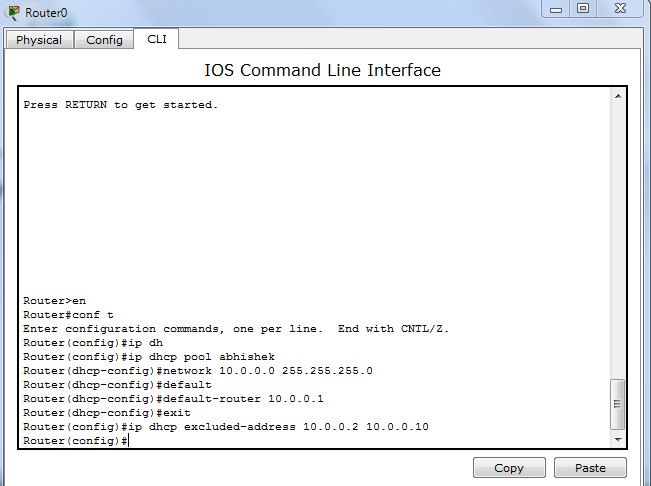 Router0
Physical Config CLI
IOS Command Line Interface
Press RETURN to get started.
Router>en
Router#conf t
Enter configuration commands, one per line.  End with CNTL/Z.
Router(config)#ip dh
Router(config)#ip dhcp pool abhishek
Router(dhcp-config)#network 10.0.0.0 255.255.255.0
Router(dhcp-config)#default
Router(dhcp-config)#default-router 10.0.0.1
Router(dhcp-config)#exit
Router(config)#ip dhcp excluded-address 10.0.0.2 10.0.0.10
Router(config)#
Copy Paste